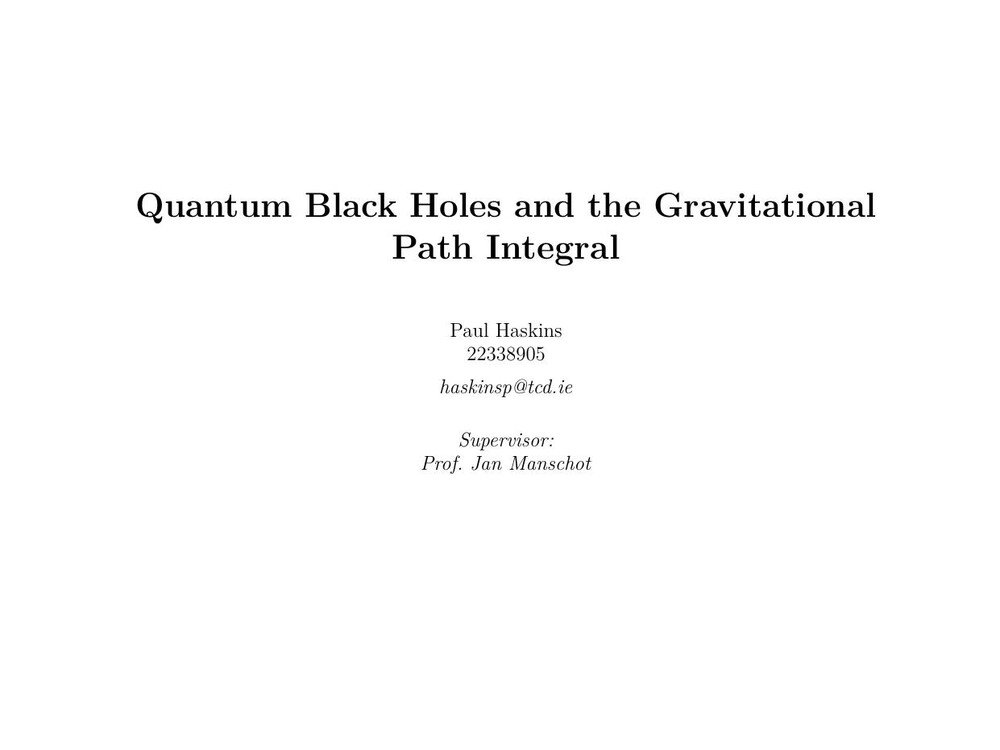 Quantum Black Holes and the Gravitational
Path Integral
Paul Haskins
22338905
haskinsp@tcd.ie
Supervisor:
Prof. Jan Manschot